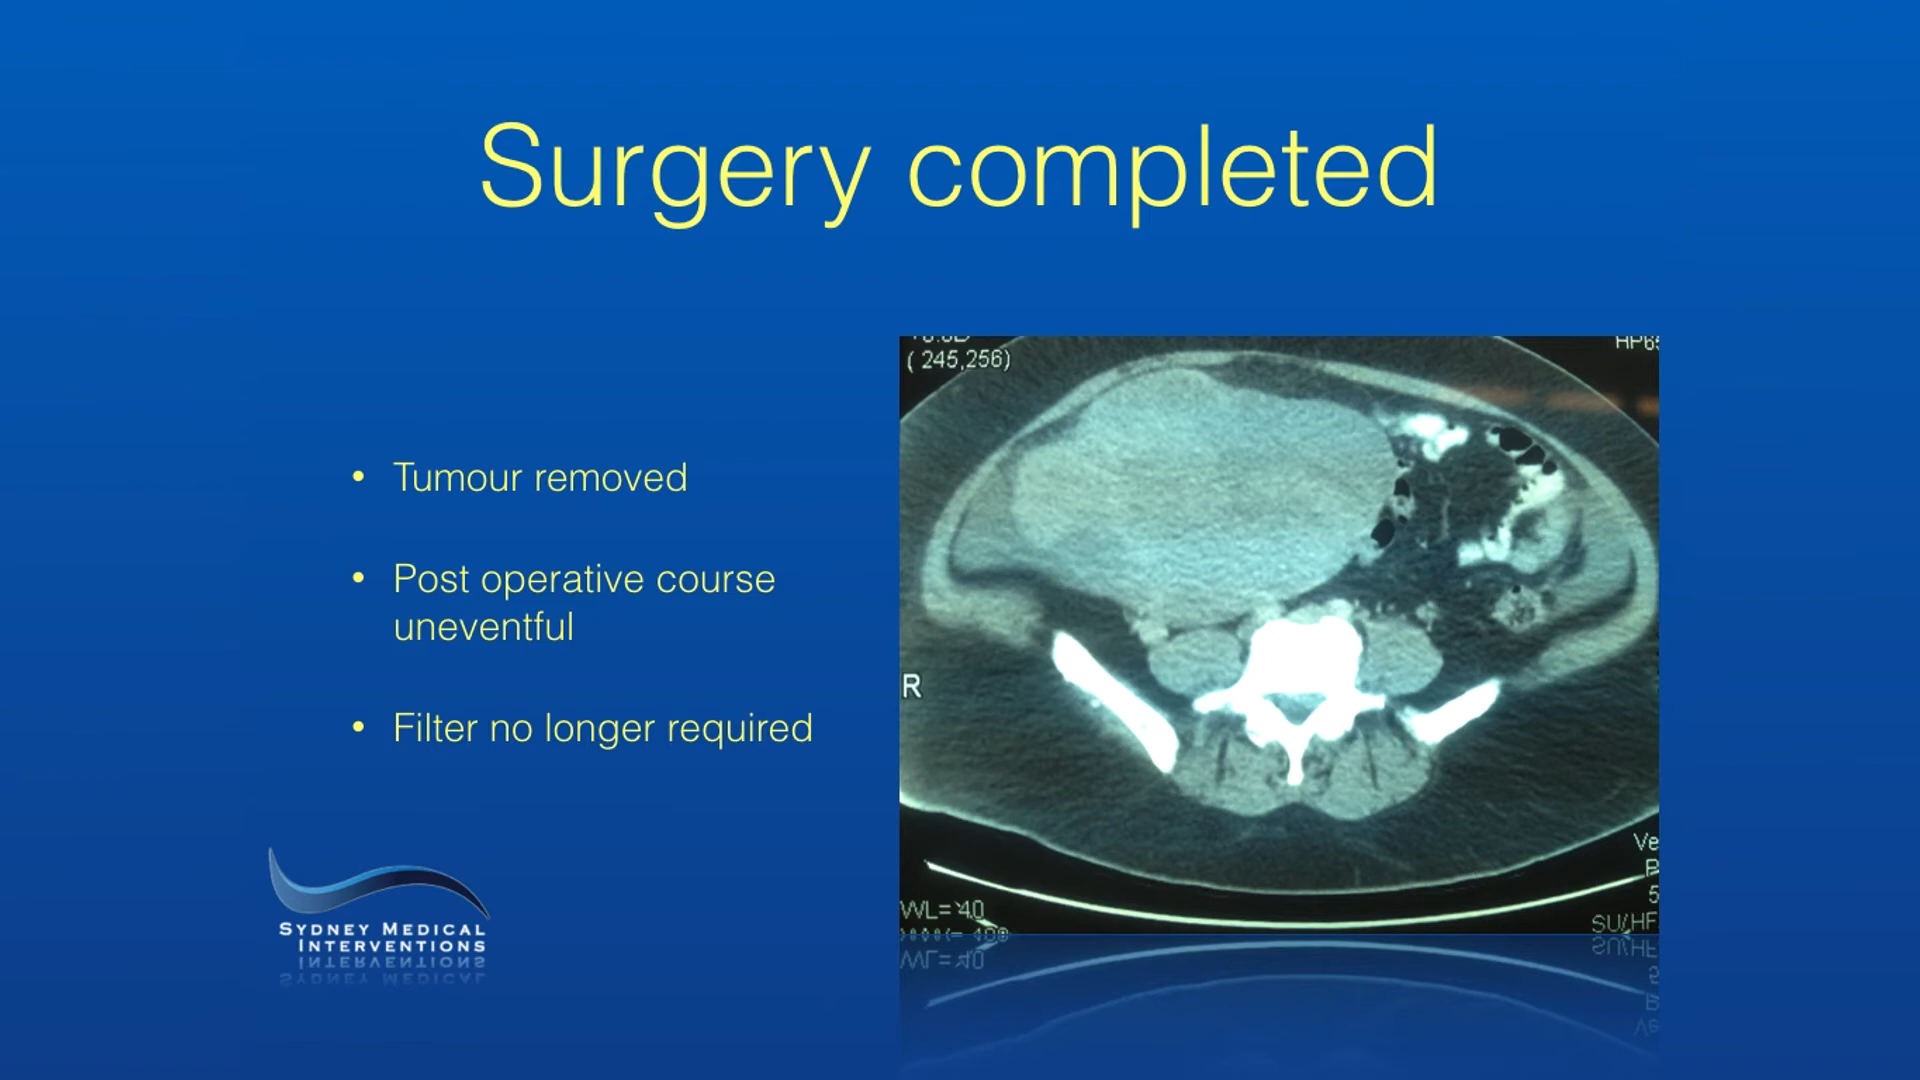 Surgery completed
( 245,256)
• Tumour removed
• Post operative course
uneventful
• Filter no longer required
R
WL= 40
SYDNEY MEDICAL
INTERVENTIONS